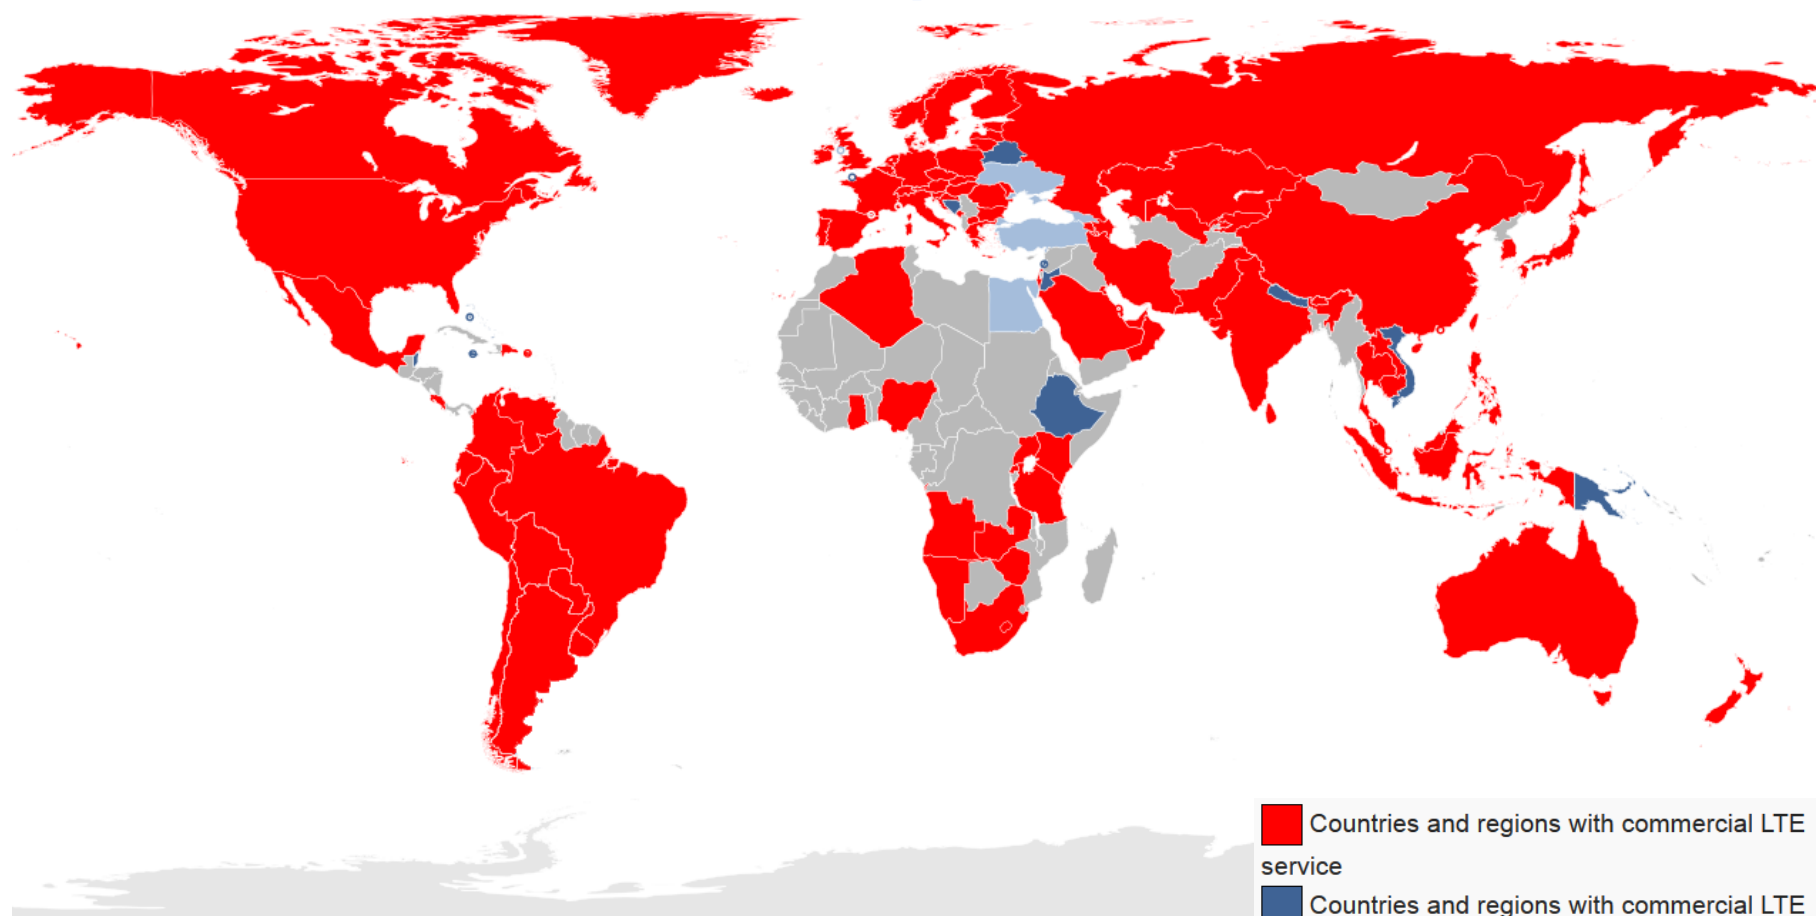 Countries and regions with commercial LTE
service
Countries and regions with commercial LTE